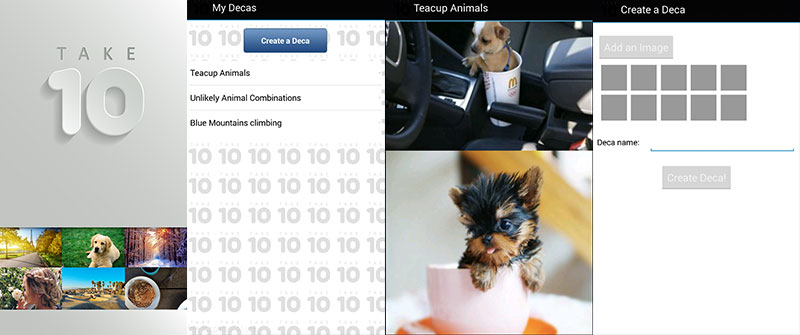 TAKE
10
My Decas
Create a Deca
Teacup Animals
Unlikely Animal Combinations
Blue Mountains climbing
Teacup Animals
Create a Deca
Add an Image
Deca name:
Create Deca!